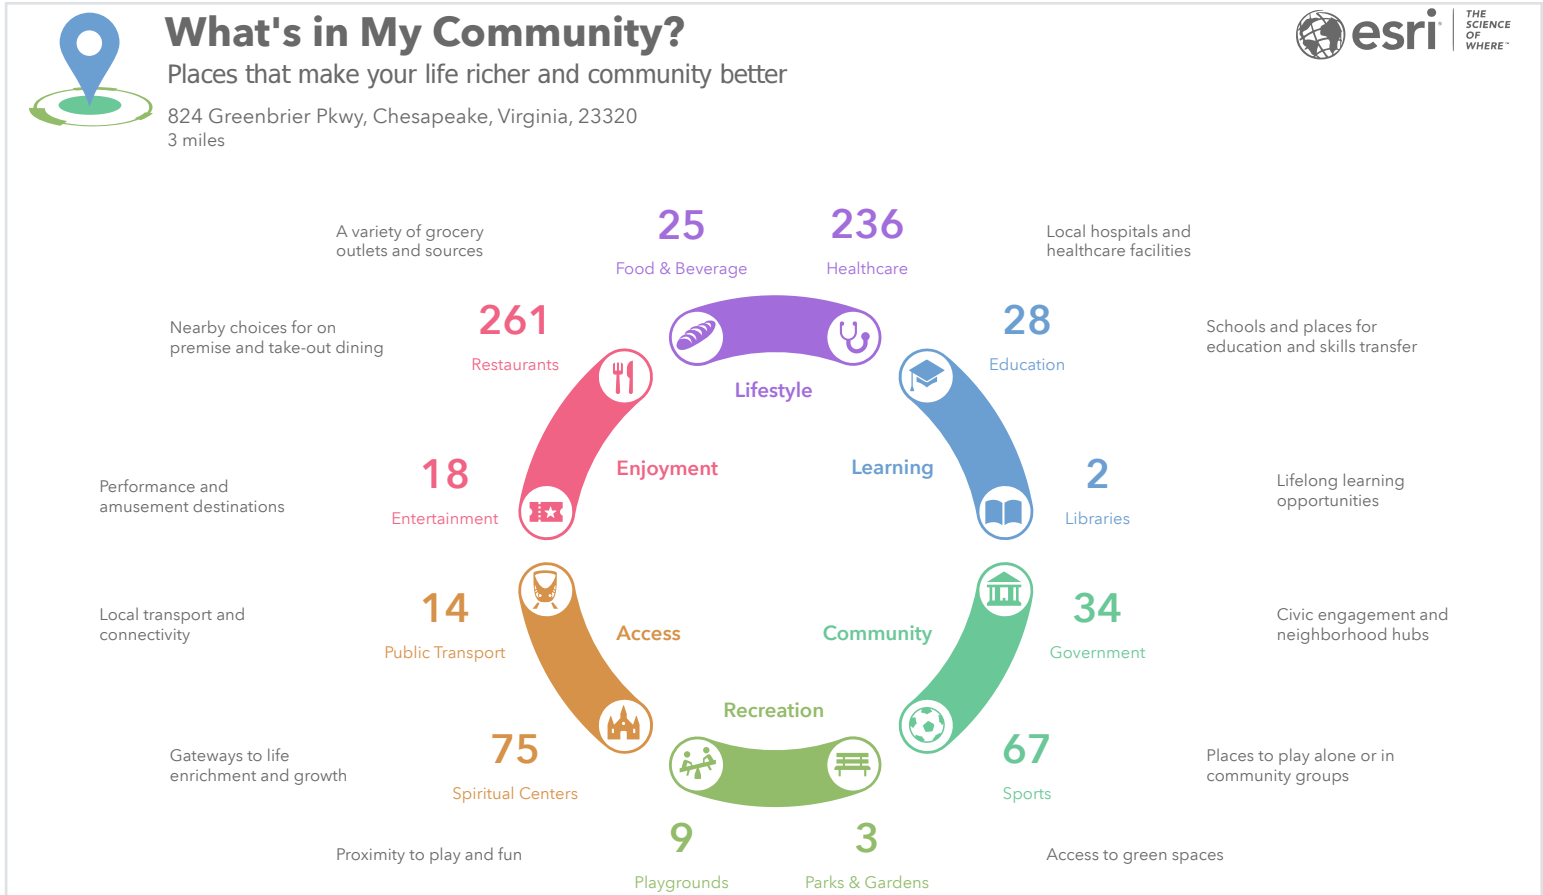 What's in My Community?
Places that make your life richer and community better
824 Greenbrier Pkwy, Chesapeake, Virginia, 23320
3 miles
esri
THE
SCIENCE
OF
WHERE™
A variety of grocery
outlets and sources
25
Food & Beverage
236
Healthcare
Local hospitals and
healthcare facilities
Nearby choices for on
premise and take-out dining
261
Restaurants
28
Education
Schools and places for
education and skills transfer
Lifestyle
Enjoyment
Learning
Performance and
amusement destinations
18
Entertainment
2
Libraries
Lifelong learning
opportunities
Local transport and
connectivity
14
Public Transport
Access
Community
34
Government
Civic engagement and
neighborhood hubs
Recreation
Gateways to life
enrichment and growth
75
Spiritual Centers
67
Sports
Places to play alone or in
community groups
Proximity to play and fun
9
Playgrounds
3
Parks & Gardens
Access to green spaces